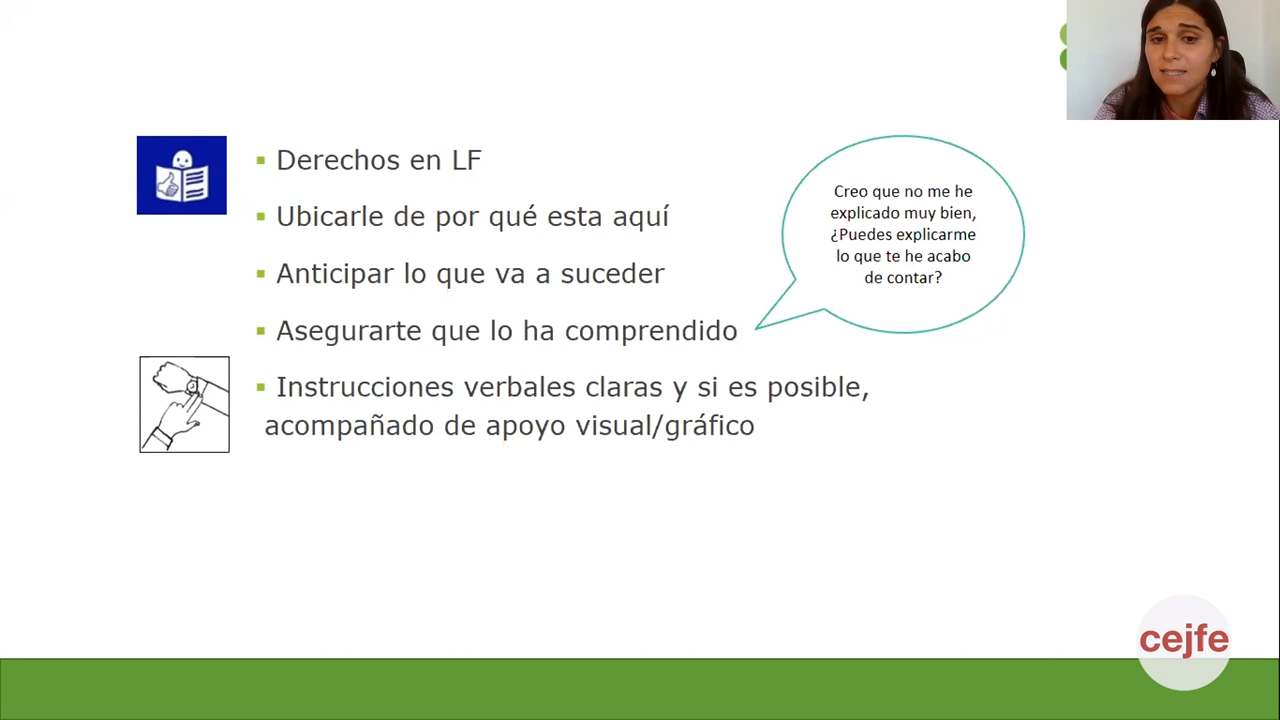 Derechos en LF
Ubicarle de por qué esta aquí
Anticipar lo que va a suceder
Asegurarte que lo ha comprendido
Instrucciones verbales claras y si es posible,
acompañado de apoyo visual/gráfico
Creo que no me he
explicado muy bien,
¿Puedes explicarme
lo que te he acabo
de contar?
cejfe